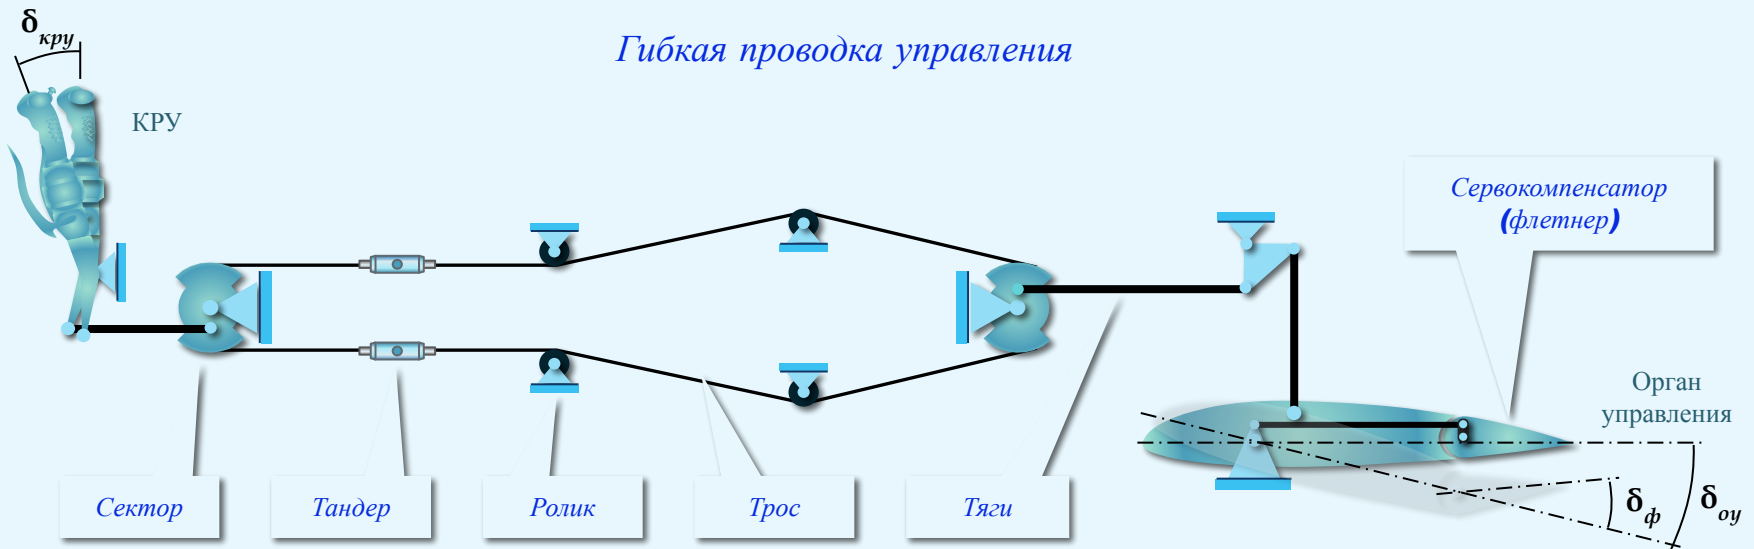 δкру
Гибкая проводка управления
КРУ
Сервокомпенсатор
(флетнер)
Орган
управления
Сектор
Тандер
Ролик
Трос
Тяги
δф
δоу